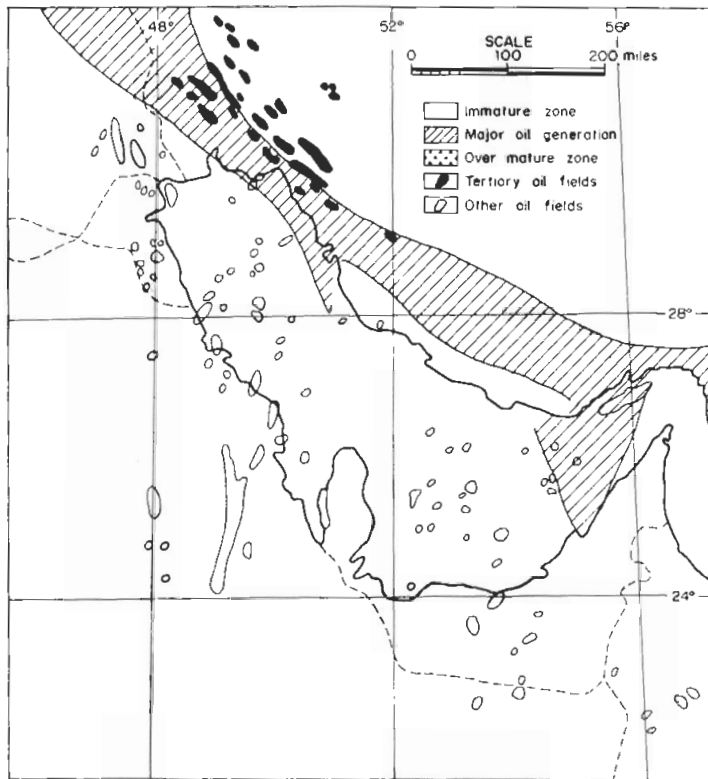 48°
52°
56°
SCALE
0 100 200 miles
Immature zone
Major oil generation
Over mature zone
Tertiary oil fields
Other oil fields
28°
24°